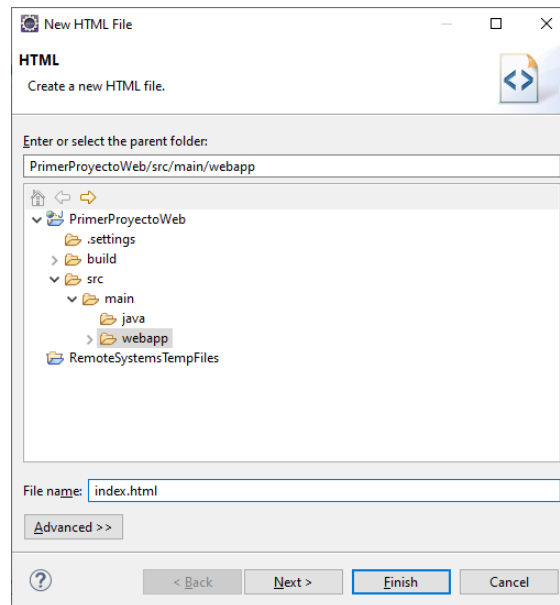 New HTML File
HTML
Create a new HTML file.
Enter or select the parent folder:
PrimerProyectoWeb/src/main/webapp
PrimerProyectoWeb
.settings
build
src
main
java
webapp
RemoteSystemsTempFiles
File name: index.html
Advanced >>
< Back Next > Finish Cancel